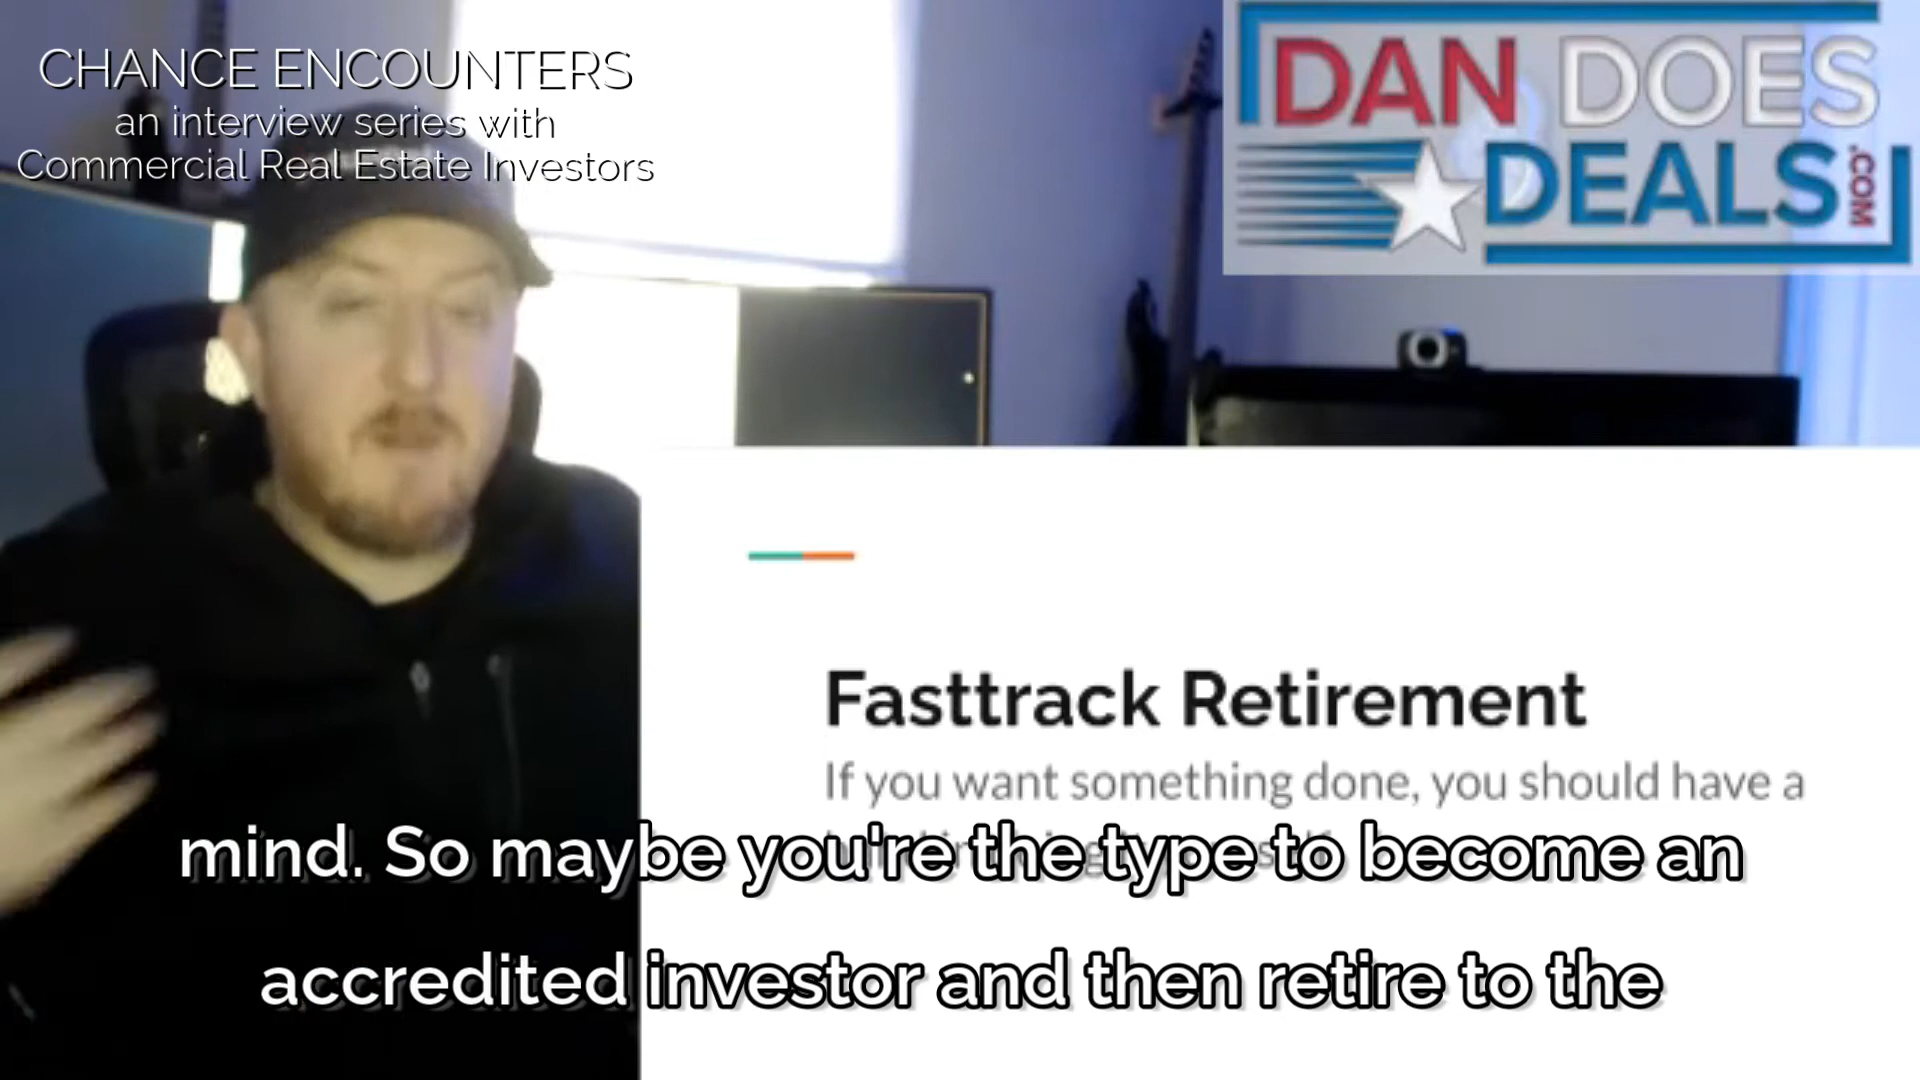 CHANCE ENCOUNTERS
an interview series with
Commercial Real Estate Investors
DAN DOES
DEALS.COM
Fasttrack Retirement
If you want something done, you should have a
mind. So maybe you're the type to become an
accredited investor and then retire to the